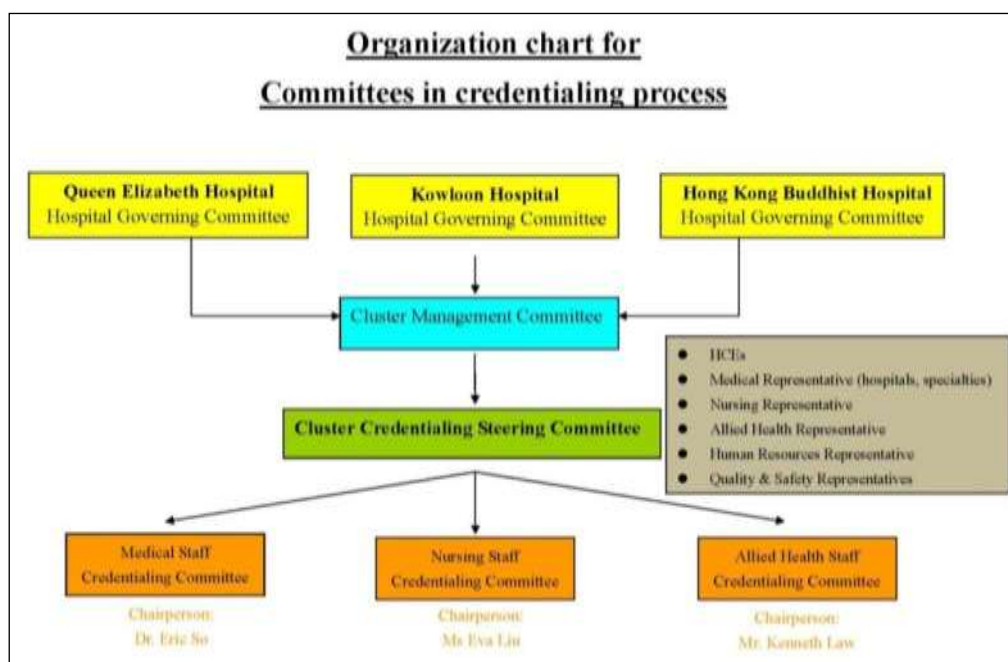 Organization chart for
Committees in credentialing process
Queen Elizabeth Hospital
Hospital Governing Committee
Kowloon Hospital
Hospital Governing Committee
Hong Kong Buddhist Hospital
Hospital Governing Committee
Cluster Management Committee
● HCEs
● Medical Representative (hospitals, specialties)
● Nursing Representative
● Allied Health Representative
● Human Resources Representative
● Quality & Safety Representatives
Cluster Credentialing Steering Committee
Medical Staff
Credentialing Committee
Chairperson:
Dr. Eric So
Nursing Staff
Credentialing Committee
Chairperson:
Ms Eva Liu
Allied Health Staff
Credentialing Committee
Chairperson:
Mr. Kenneth Law